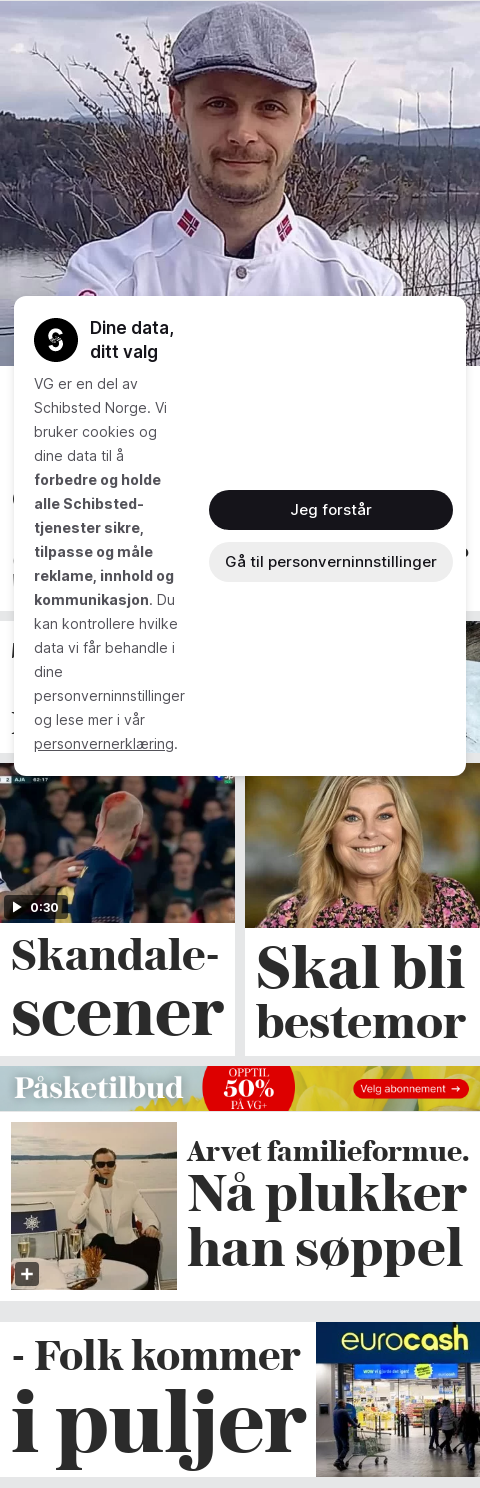 Dine data,
ditt valg
VG er en del av
Schibsted Norge. Vi
bruker cookies og
dine data til å
forbedre og holde
alle Schibsted-
tjenester sikre,
tilpasse og måle
reklame, innhold og
kommunikasjon. Du
kan kontrollere hvilke
data vi får behandle i
dine
personverninnstillinger
og lese mer i vår
personvernerklæring.
Jeg forstår
Gå til personverninnstillinger
2 AJA 62:17
0:30
Skandale-
scener
Skal bli
bestemor
Påsketilbud
OPPTIL
50%
PÅ VG+
Velg abonnement →
Arvet familieformue.
Nå plukker
han søppel
- Folk kommer
i puljer
eurocash